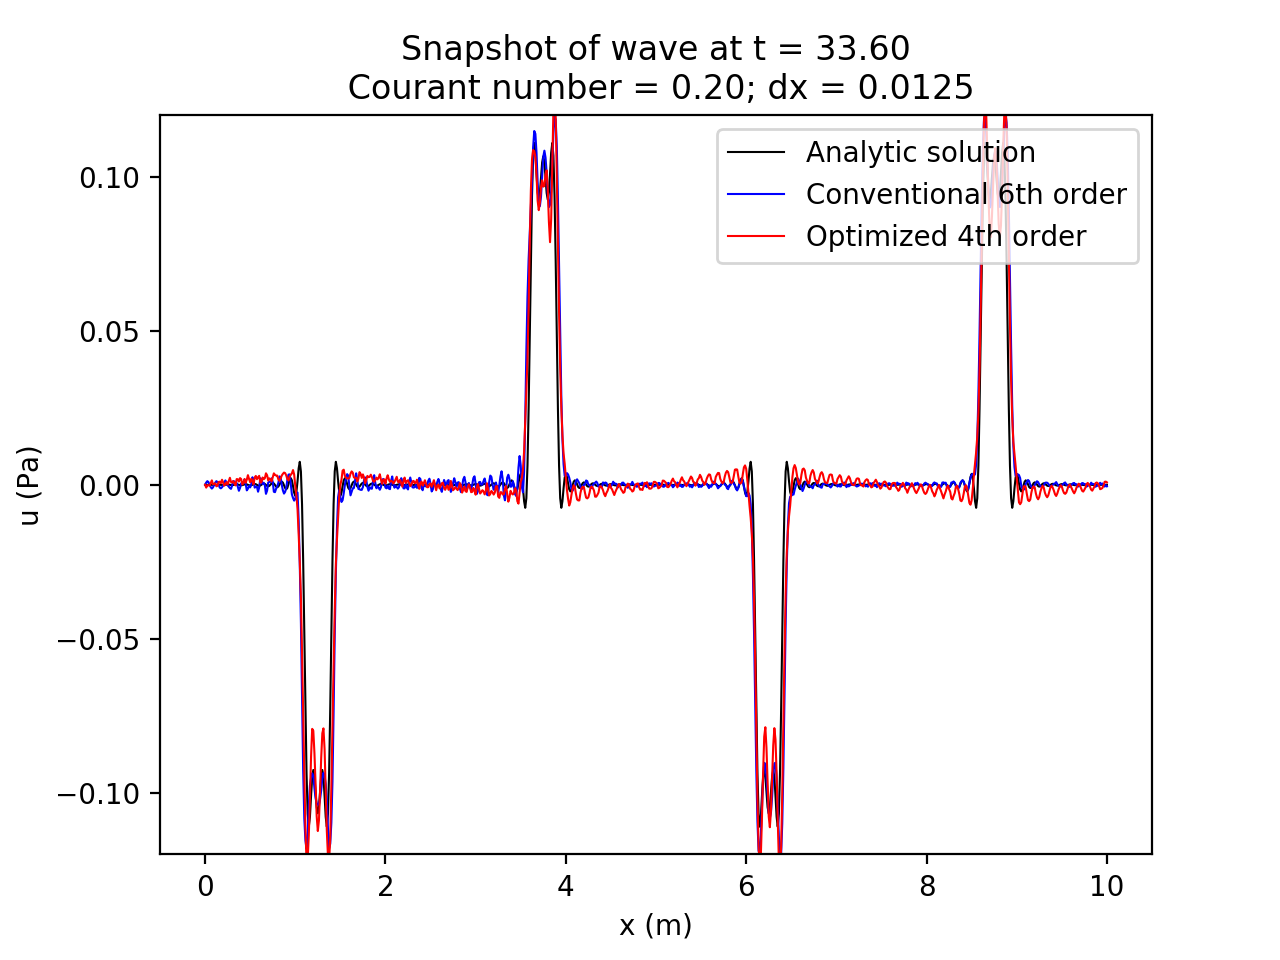 Snapshot of wave at t = 33.60
Courant number = 0.20; dx = 0.0125
Analytic solution
Conventional 6th order
Optimized 4th order
0.10
0.05
0.00
−0.05
−0.10
u (Pa)
0 2 4 6 8 10
x (m)